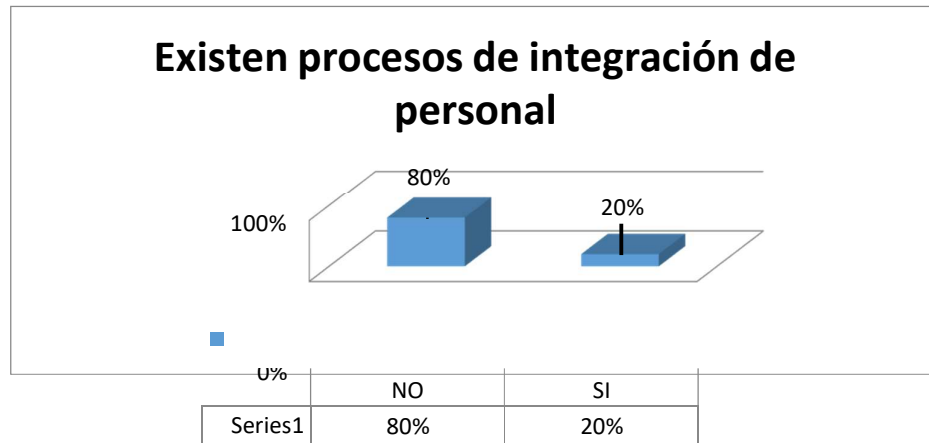 Existen procesos de integración de
personal
80%
20%
100%
0%
NO SI
Series1 80% 20%